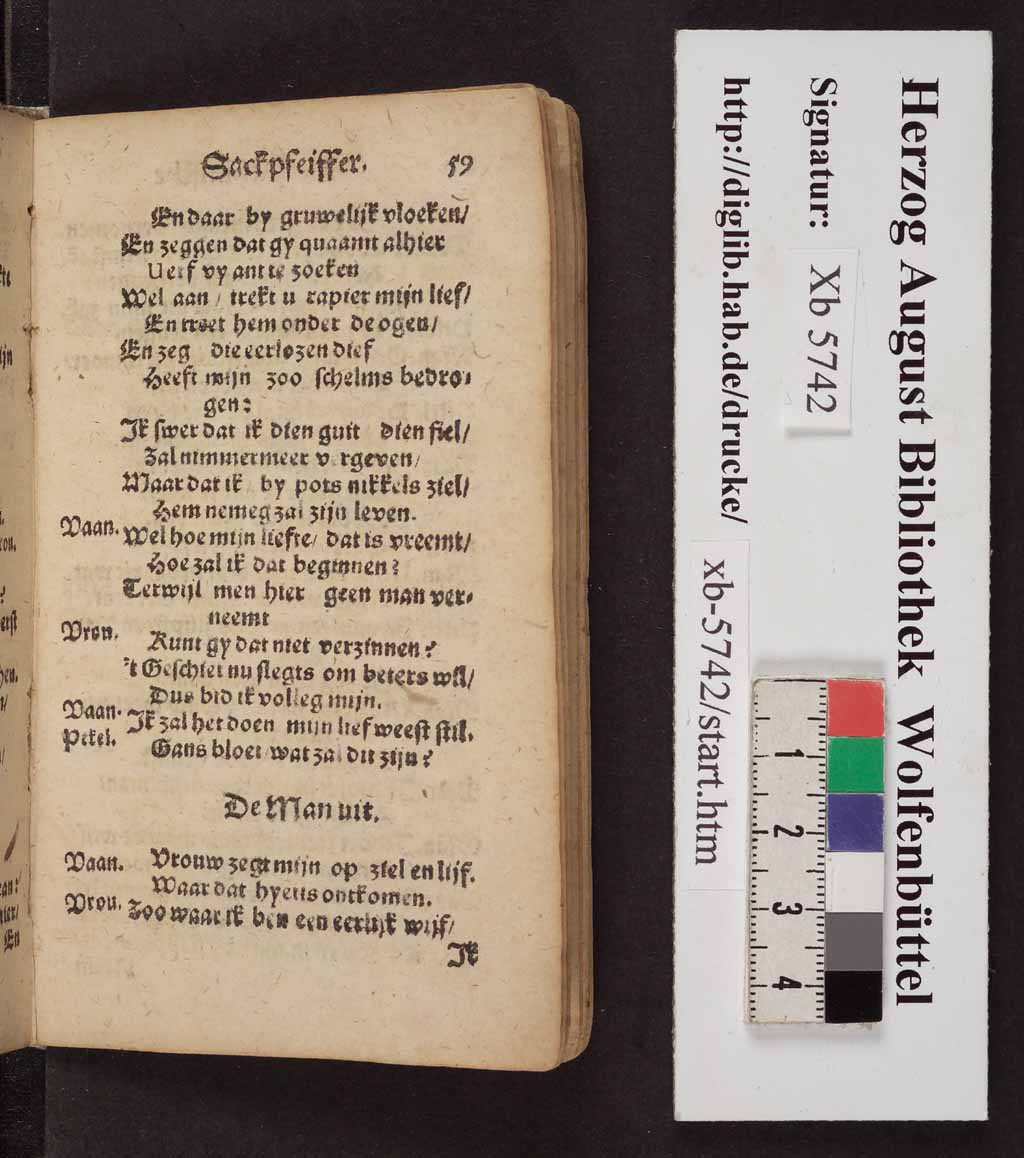 Sackpfeiffer. 59
En daar by gruwelijk vloeken/
En zeggen dat gy quaamt alhier
vyant te zoeken
Wel aan / trekt u rapier mijn lief/
En treet hem onder de ogen/
En zeg die eerlozen dief
Heeft mijn zoo schelms bedro-
gen:
Ik swer dat ik dien guit dien fiel/
Zal nimmermeer v rgeven/
Maar dat ik by pots nikkels ziel/
Hem nemeg zal zijn leven.
Vaan. Wel hoe mijn liefte/ dat is vreemt/
Hoe zal ik dat beginnen?
Terwijl men hier geen man ver-
neemt
Vrou. Kunt gy dat niet verzinnen?
't Geschiet nu slegts om beters wil/
Dus bid ik volleg mijn.
Vaan. Ik zal het doen mijn lief weest stil.
Pekel. Gans bloet wat zal dit zijn?
De Man uit.
Vaan. Vrouw zegt mijn op ziel en lijf.
Waar dat hy ons ontkomen.
Vrou. Zoo waar ik ben een eerlijk wijf/
Ik
En
Herzog August Bibliothek Wolfenbüttel
Signatur: Xb 5742
http://diglib.hab.de/drucke/ xb-5742/start.htm
1
2
3
4